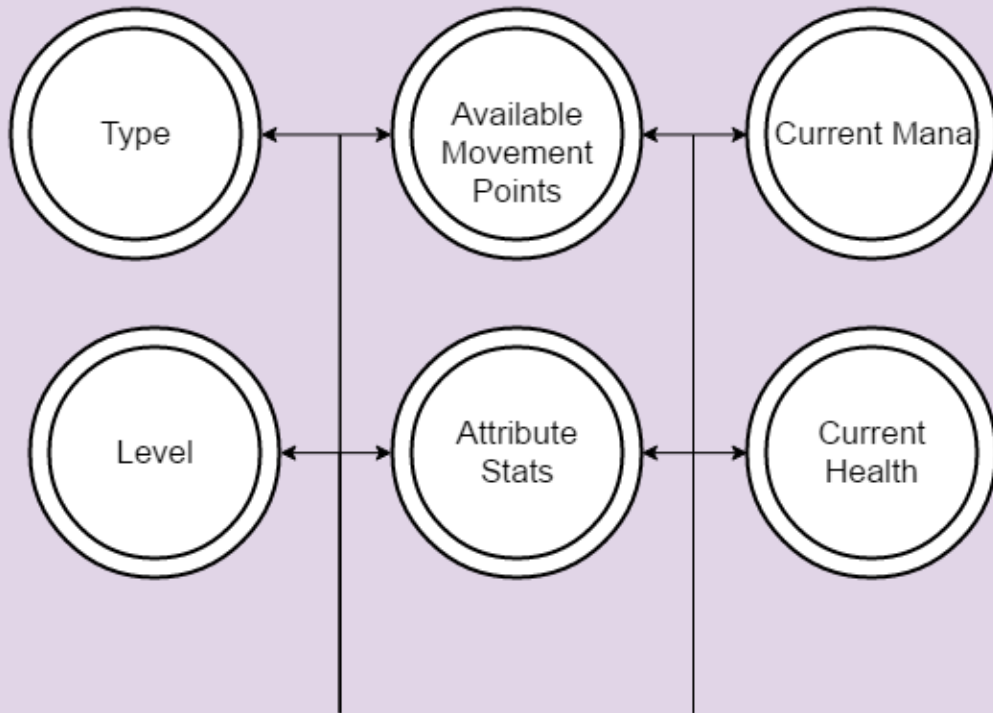 Type
Available
Movement
Points
Current Mana
Level
Attribute
Stats
Current
Health